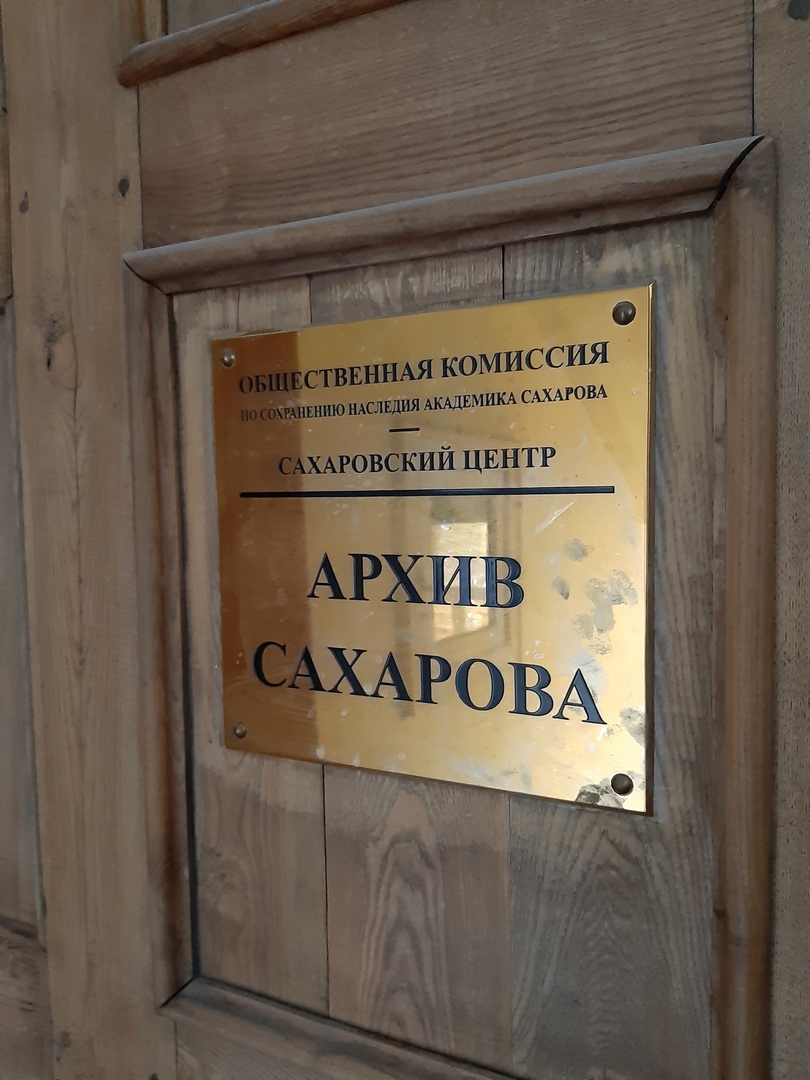 ОБЩЕСТВЕННАЯ КОМИССИЯ
ПО СОХРАНЕНИЮ НАСЛЕДИЯ АКАДЕМИКА САХАРОВА
—
САХАРОВСКИЙ ЦЕНТР
АРХИВ
САХАРОВА